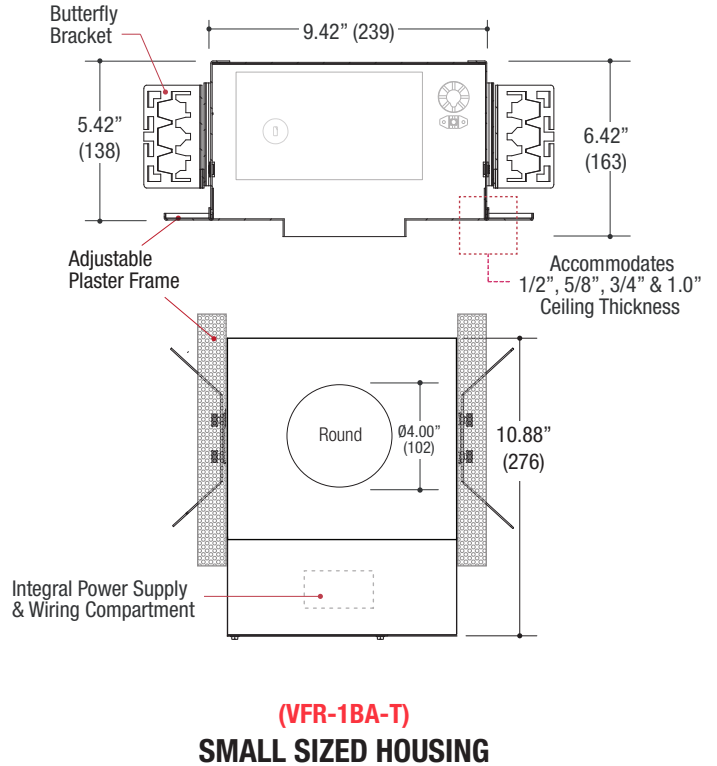 Butterfly
Bracket
9.42” (239)
5.42”
(138)
6.42”
(163)
Adjustable
Plaster Frame
Accommodates
1/2”, 5/8”, 3/4” & 1.0”
Ceiling Thickness
Round
Ø4.00”
(102)
10.88”
(276)
Integral Power Supply
& Wiring Compartment
(VFR-1BA-T)
SMALL SIZED HOUSING